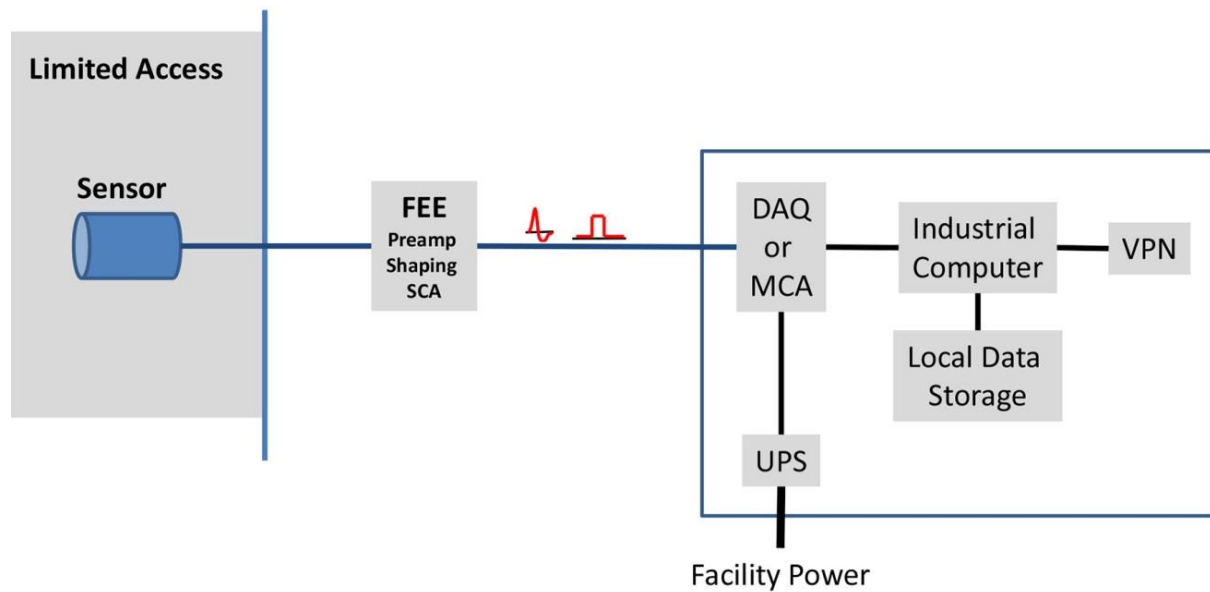 Limited Access
Sensor
FEE
Preamp
Shaping
SCA
DAQ
or
MCA
Industrial
Computer
VPN
Local Data
Storage
UPS
Facility Power